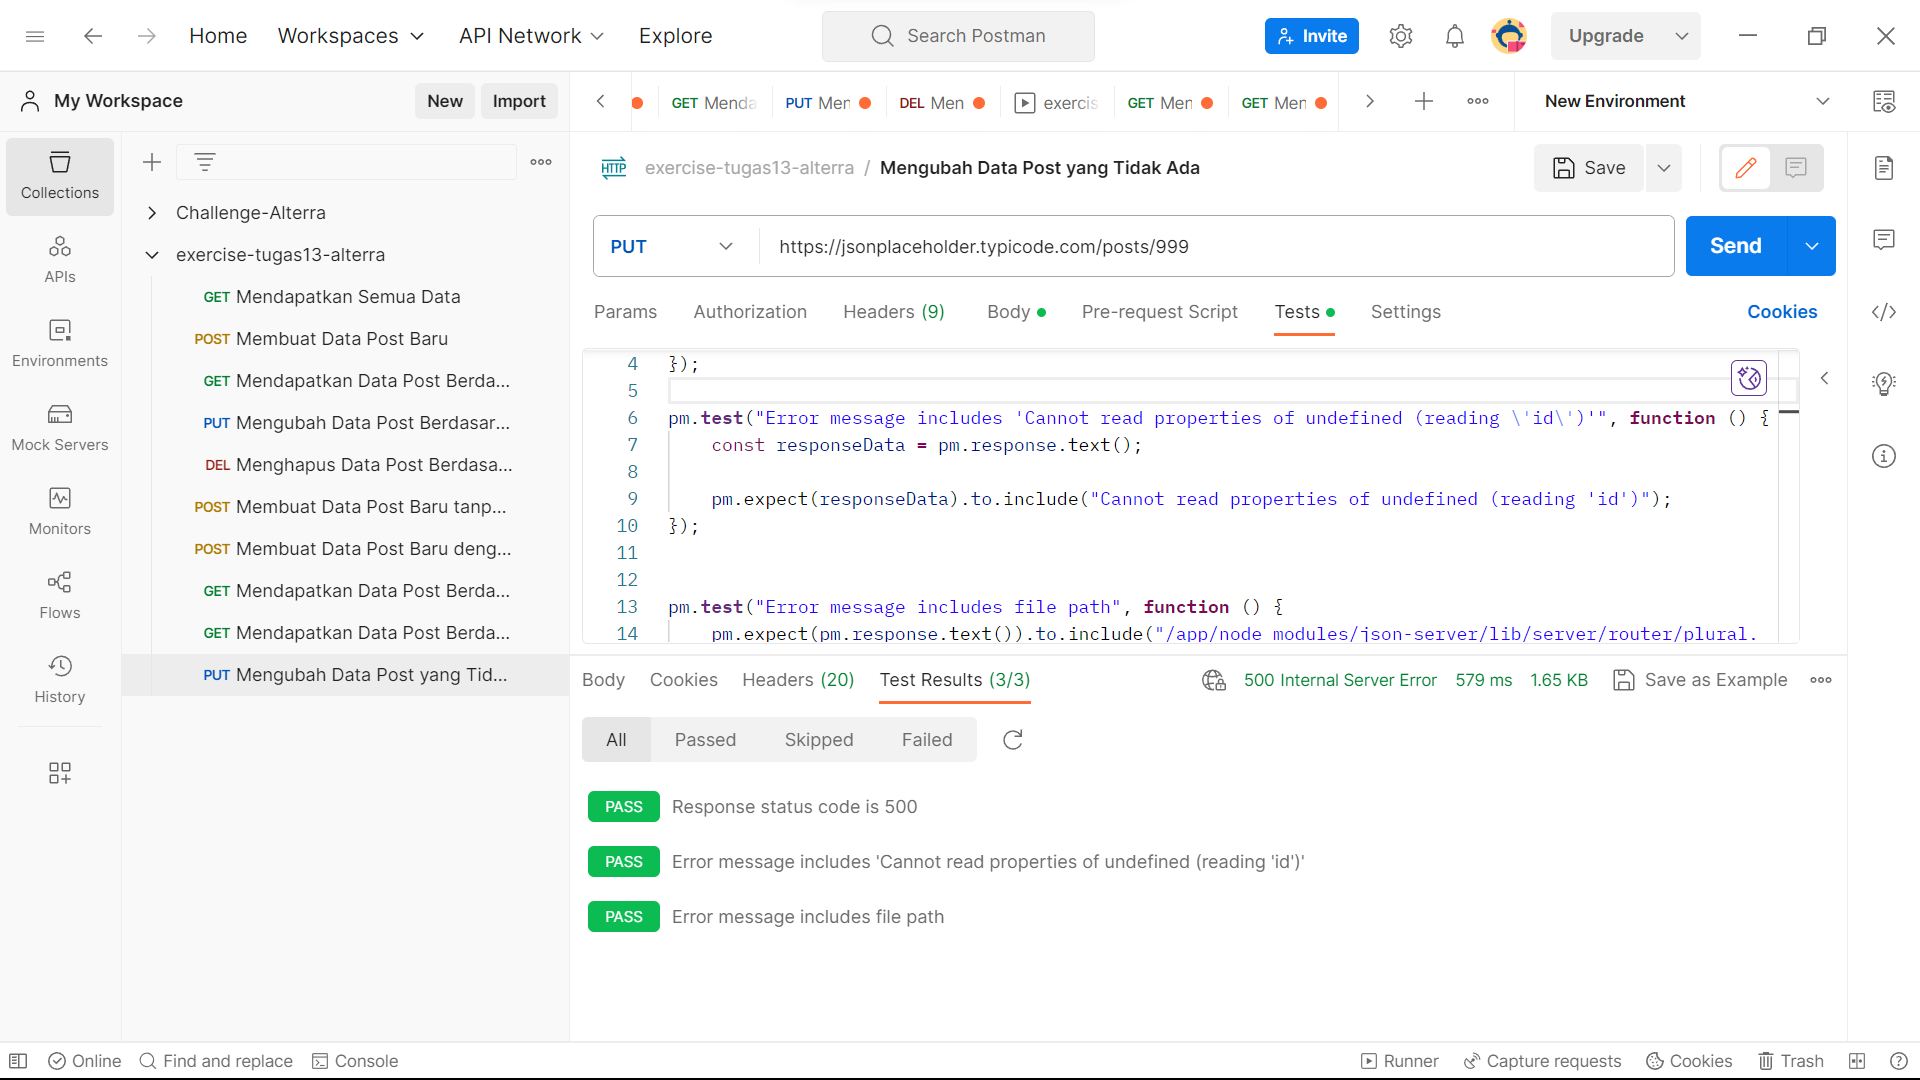 Home
Workspaces
API Network
Explore
Search Postman
Invite
Upgrade
My Workspace
New
Import
GET Menda
PUT Men
DEL Men
exercis
GET Men
GET Men
New Environment
Collections
APIs
Environments
Mock Servers
Monitors
Flows
History
Challenge-Alterra
exercise-tugas13-alterra
GET Mendapatkan Semua Data
POST Membuat Data Post Baru
GET Mendapatkan Data Post Berda...
PUT Mengubah Data Post Berdasar...
DEL Menghapus Data Post Berdasa...
POST Membuat Data Post Baru tanp...
POST Membuat Data Post Baru deng...
GET Mendapatkan Data Post Berda...
GET Mendapatkan Data Post Berda...
PUT Mengubah Data Post yang Tid...
HTTP exercise-tugas13-alterra / Mengubah Data Post yang Tidak Ada
Save
PUT
https://jsonplaceholder.typicode.com/posts/999
Send
Params
Authorization
Headers (9)
Body
Pre-request Script
Tests
Settings
Cookies
4 });
5
6 pm.test("Error message includes 'Cannot read properties of undefined (reading \'id\')'", function () {
7 const responseData = pm.response.text();
8
9 pm.expect(responseData).to.include("Cannot read properties of undefined (reading 'id')");
10 });
11
12
13 pm.test("Error message includes file path", function () {
14 pm.expect(pm.response.text()).to.include("/app/node_modules/json-server/lib/server/router/plural.
Body
Cookies
Headers (20)
Test Results (3/3)
500 Internal Server Error
579 ms
1.65 KB
Save as Example
All
Passed
Skipped
Failed
PASS Response status code is 500
PASS Error message includes 'Cannot read properties of undefined (reading 'id')'
PASS Error message includes file path
Online
Find and replace
Console
Runner
Capture requests
Cookies
Trash